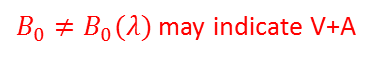 B₀ ≠ B₀(λ) may indicate V+A